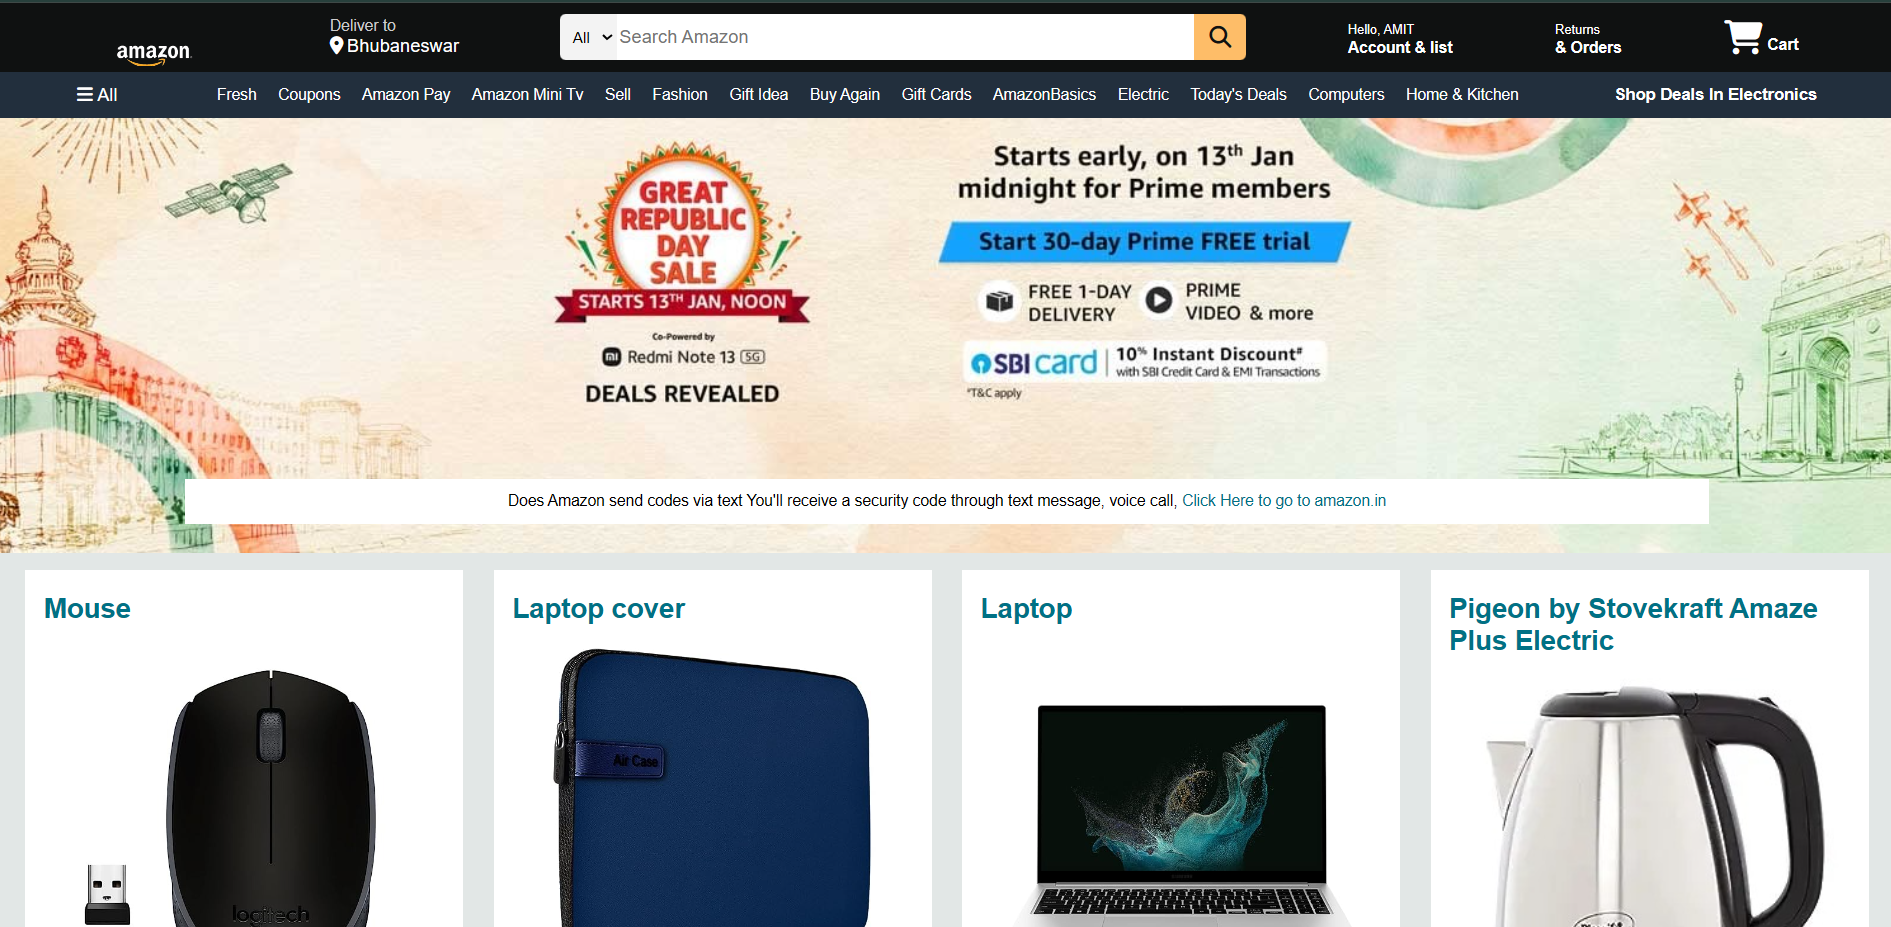 amazon
Deliver to
Bhubaneswar
All
Search Amazon
Hello, AMIT
Account & list
Returns
& Orders
Cart
All
Fresh
Coupons
Amazon Pay
Amazon Mini Tv
Sell
Fashion
Gift Idea
Buy Again
Gift Cards
AmazonBasics
Electric
Today's Deals
Computers
Home & Kitchen
Shop Deals In Electronics
GREAT
REPUBLIC
DAY
SALE
STARTS 13TH JAN, NOON
Co-Powered by
mi Redmi Note 13 5G
DEALS REVEALED
Starts early, on 13th Jan
midnight for Prime members
Start 30-day Prime FREE trial
FREE 1-DAY
DELIVERY
PRIME
VIDEO & more
SBI card
10% Instant Discount#
with SBI Credit Card & EMI Transactions
*T&C apply
Does Amazon send codes via text You'll receive a security code through text message, voice call, Click Here to go to amazon.in
Mouse
Laptop cover
Laptop
Pigeon by Stovekraft Amaze
Plus Electric
Air Case
logitech